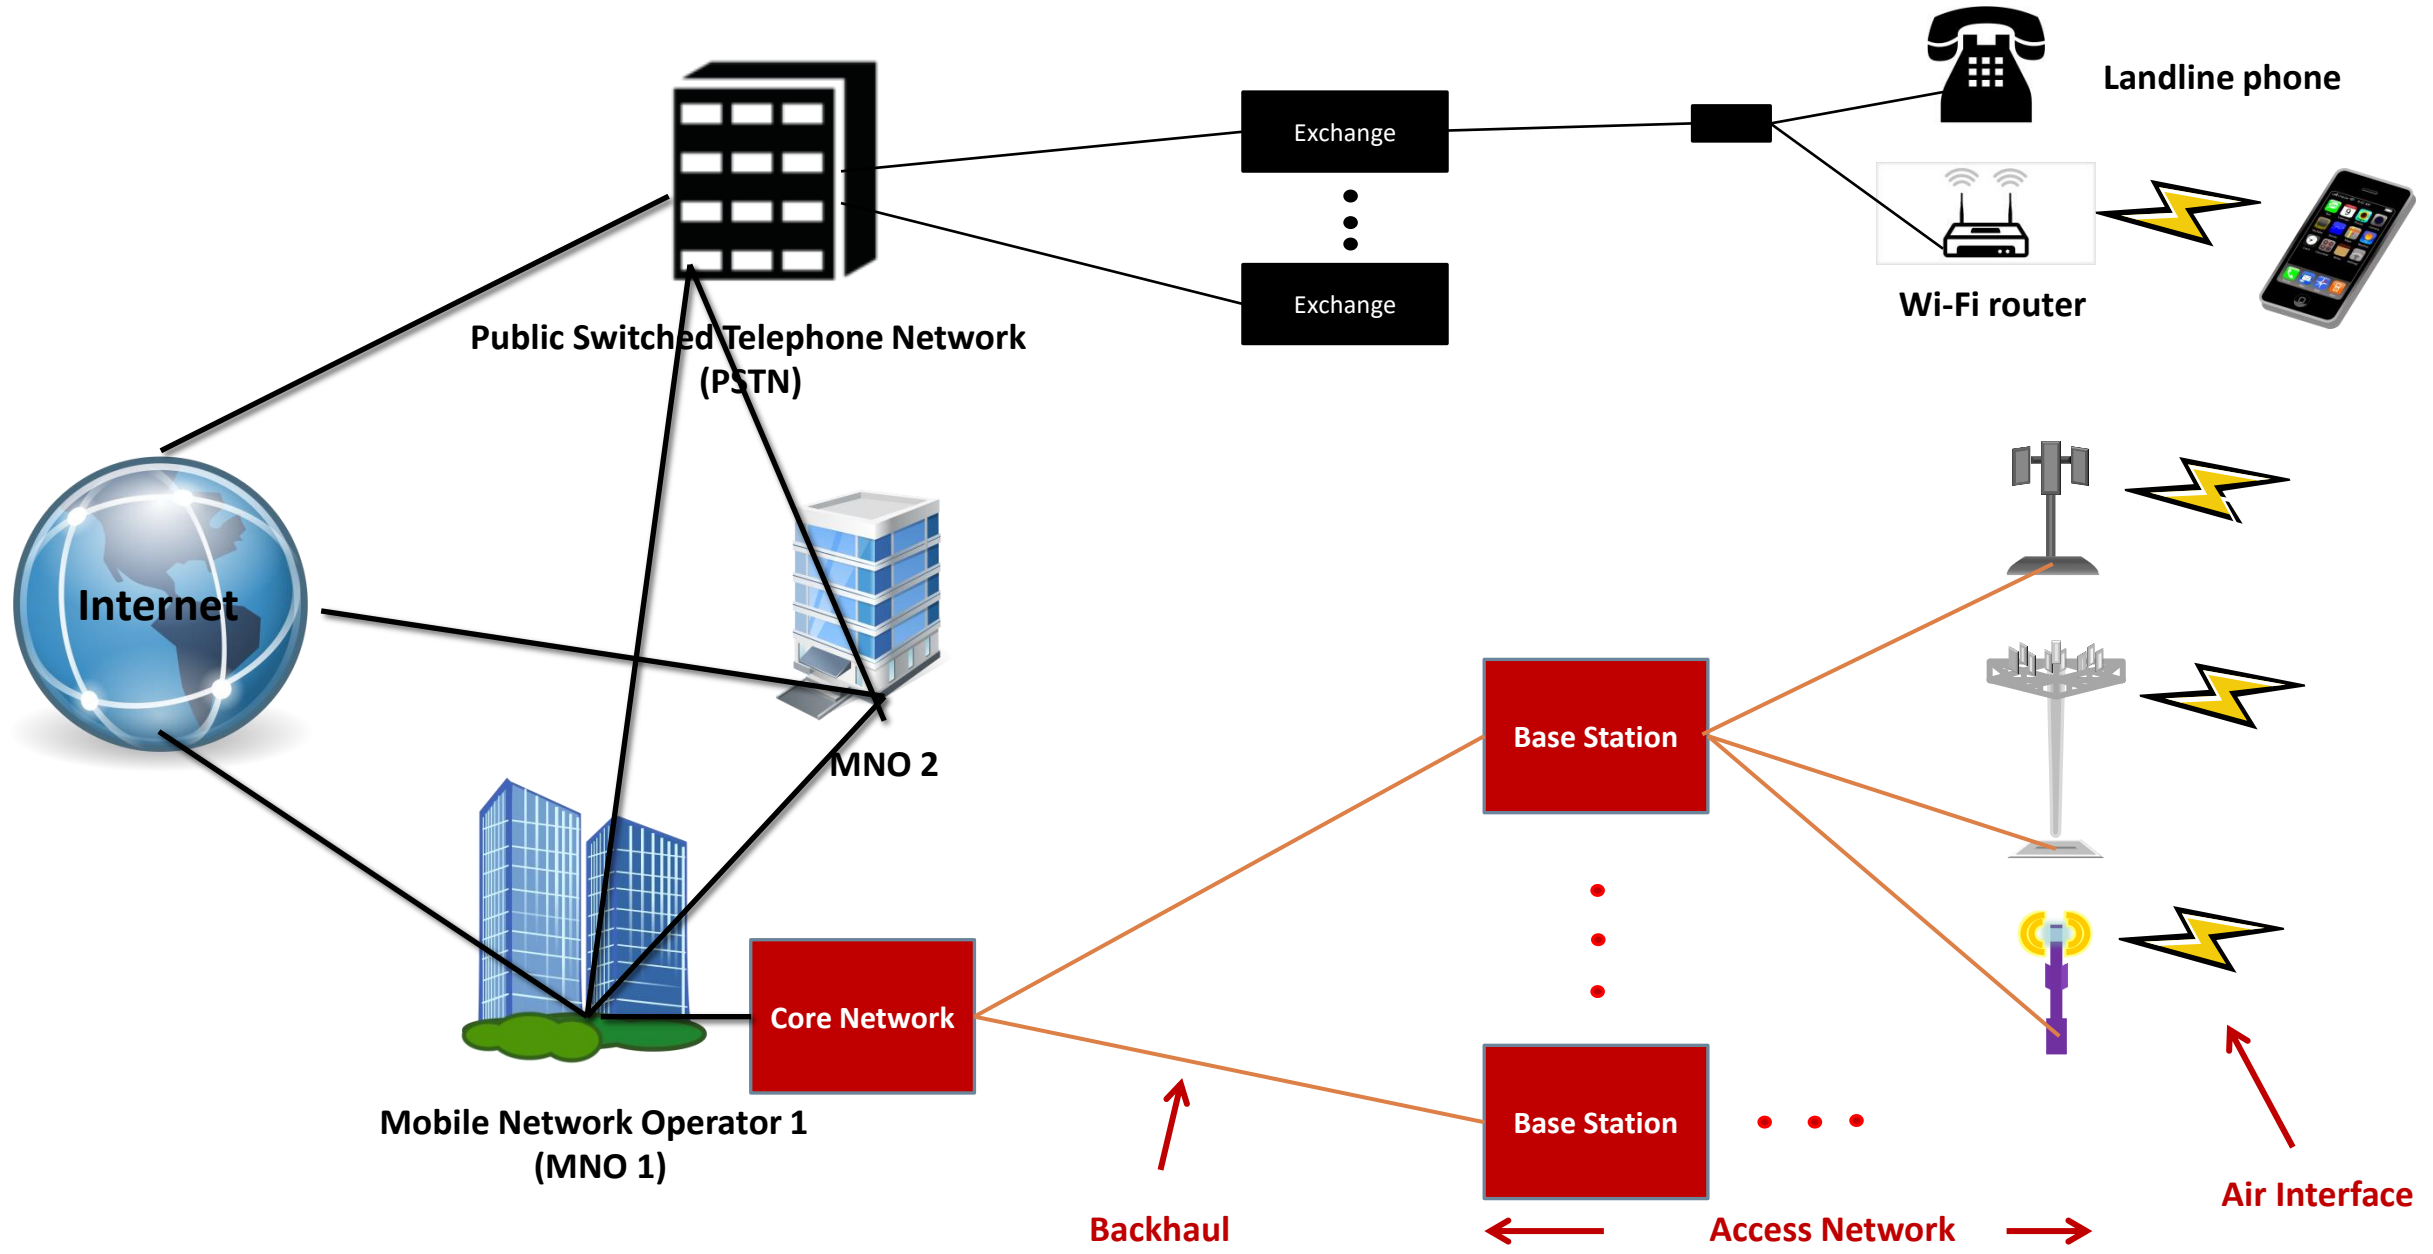 Landline phone
Exchange
Exchange
Wi-Fi router
Public Switched Telephone Network
(PSTN)
Internet
MNO 2
Base Station
Core Network
Base Station
Mobile Network Operator 1
(MNO 1)
Backhaul
Access Network
Air Interface